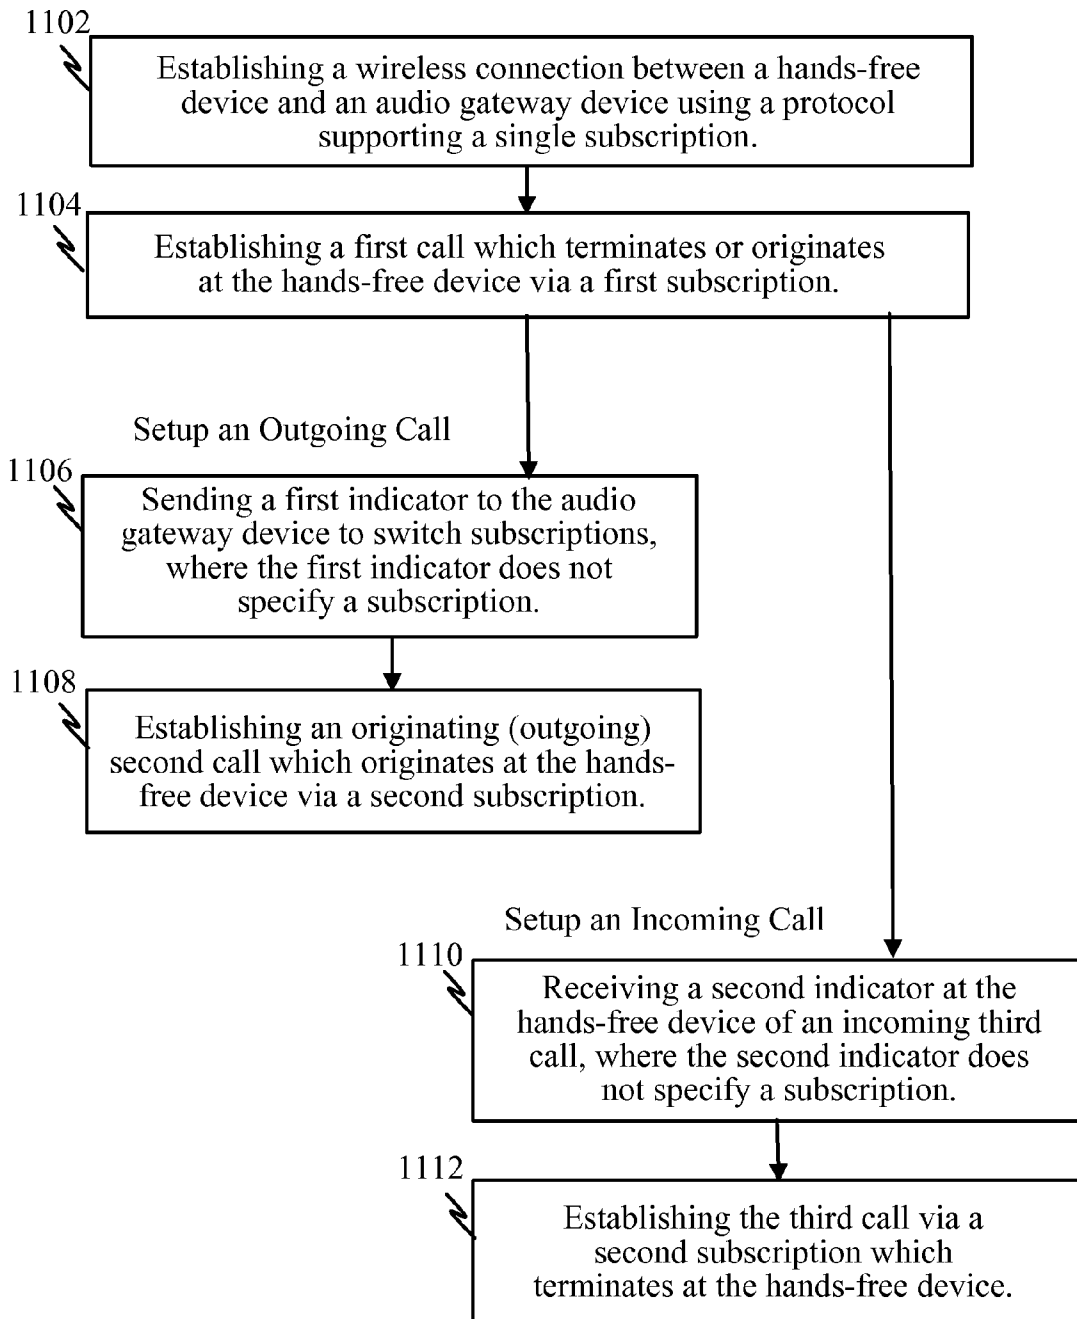 1102
Establishing a wireless connection between a hands-free
device and an audio gateway device using a protocol
supporting a single subscription.
1104
Establishing a first call which terminates or originates
at the hands-free device via a first subscription.
Setup an Outgoing Call
1106
Sending a first indicator to the audio
gateway device to switch subscriptions,
where the first indicator does not
specify a subscription.
1108
Establishing an originating (outgoing)
second call which originates at the hands-
free device via a second subscription.
Setup an Incoming Call
1110
Receiving a second indicator at the
hands-free device of an incoming third
call, where the second indicator does
not specify a subscription.
1112
Establishing the third call via a
second subscription which
terminates at the hands-free device.